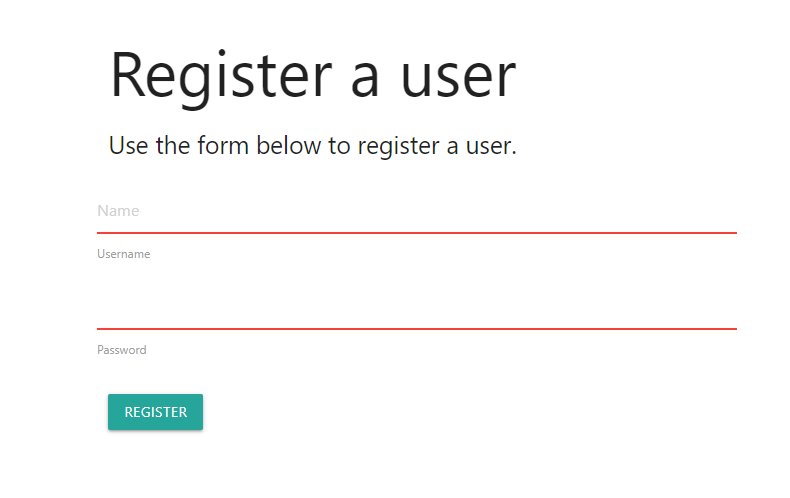 Register a user
Use the form below to register a user.
Name
Username
Password
REGISTER